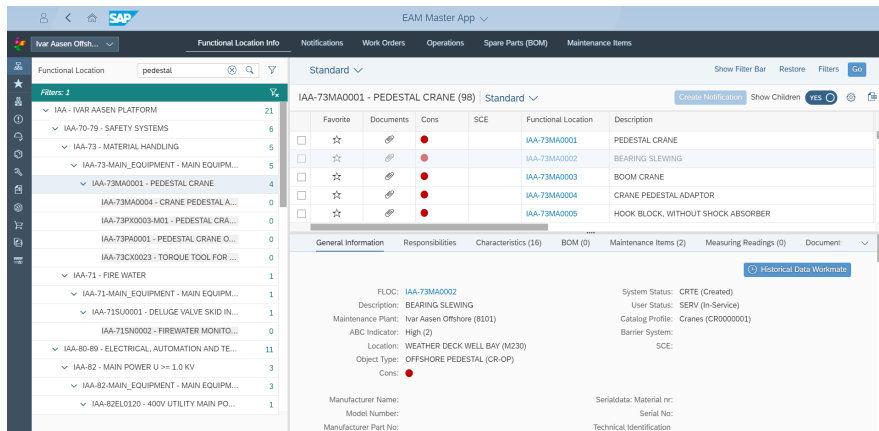 SAP EAM Master App
Ivar Aasen Offsh... Functional Location Info Notifications Work Orders Operations Spare Parts (BOM) Maintenance Items
Functional Location pedestal
Filters: 1
IAA - IVAR AASEN PLATFORM 21
IAA-70-79 - SAFETY SYSTEMS 6
IAA-73 - MATERIAL HANDLING 5
IAA-73-MAIN_EQUIPMENT - MAIN EQUIPM... 5
IAA-73MA0001 - PEDESTAL CRANE 4
IAA-73MA0004 - CRANE PEDESTAL A... 0
IAA-73PX0003-M01 - PEDESTAL CRA... 0
IAA-73PA0001 - PEDESTAL CRANE O... 0
IAA-73CX0023 - TORQUE TOOL FOR ... 0
IAA-71 - FIRE WATER 1
IAA-71-MAIN_EQUIPMENT - MAIN EQUIPM... 1
IAA-71SU0001 - DELUGE VALVE SKID IN... 1
IAA-71SN0002 - FIREWATER MONITO... 0
IAA-80-89 - ELECTRICAL, AUTOMATION AND TE... 11
IAA-82 - MAIN POWER U >= 1.0 KV 3
IAA-82-MAIN_EQUIPMENT - MAIN EQUIPM... 3
IAA-82EL0120 - 400V UTILITY MAIN PO... 1
Standard Show Filter Bar Restore Filters Go
IAA-73MA0001 - PEDESTAL CRANE (98) Standard Create Notification Show Children YES
Favorite Documents Cons SCE Functional Location Description
IAA-73MA0001 PEDESTAL CRANE
IAA-73MA0002 BEARING SLEWING
IAA-73MA0003 BOOM CRANE
IAA-73MA0004 CRANE PEDESTAL ADAPTOR
IAA-73MA0005 HOOK BLOCK, WITHOUT SHOCK ABSORBER
General Information Responsibilities Characteristics (16) BOM (0) Maintenance Items (2) Measuring Readings (0) Document
Historical Data Workmate
FLOC: IAA-73MA0002 System Status: CRTE (Created)
Description: BEARING SLEWING User Status: SERV (In-Service)
Maintenance Plant: Ivar Aasen Offshore (8101) Catalog Profile: Cranes (CR0000001)
ABC Indicator: High (2) Barrier System:
Location: WEATHER DECK WELL BAY (M230) SCE:
Object Type: OFFSHORE PEDESTAL (CR-OP)
Cons:
Manufacturer Name: Serialdata: Material nr:
Model Number: Serial No:
Manufacturer Part No: Technical Identification